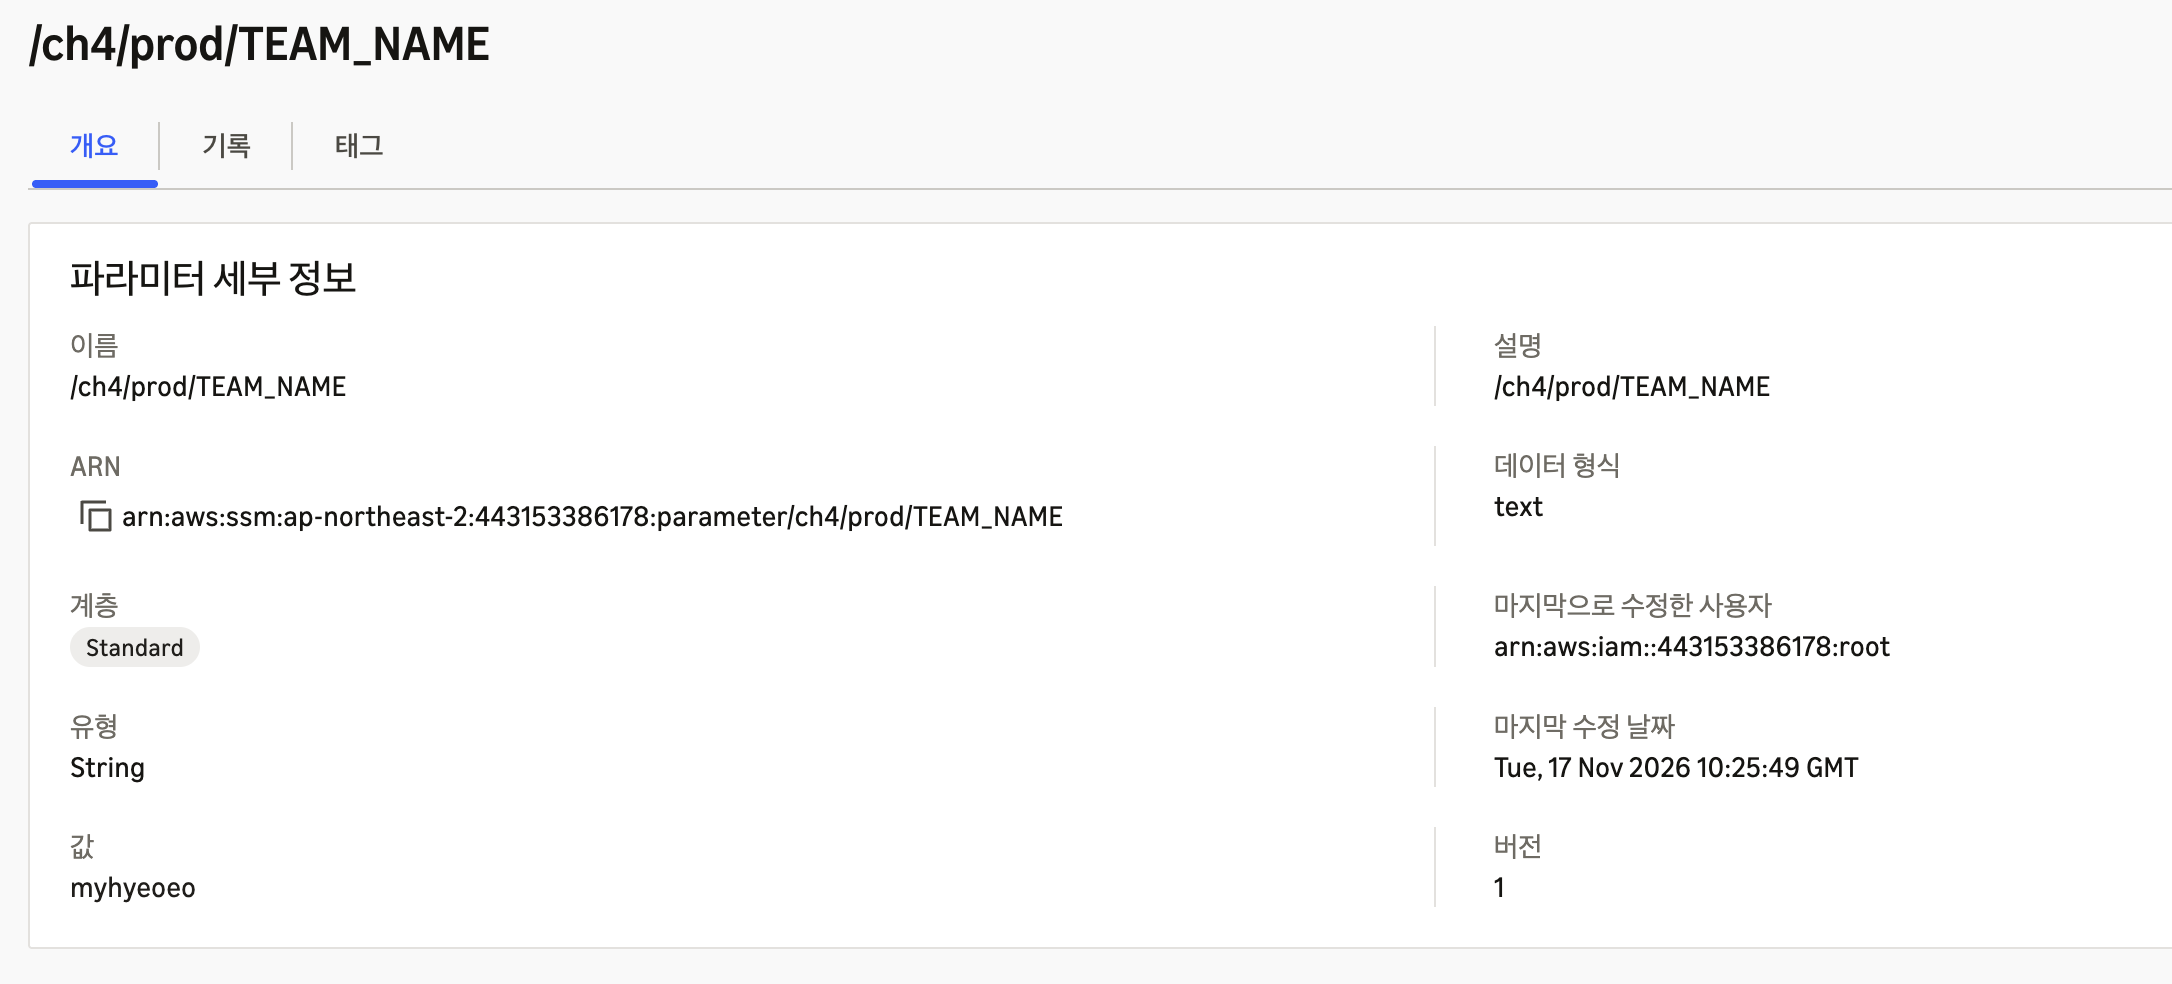 /ch4/prod/TEAM_NAME
개요
기록
태그
파라미터 세부 정보
이름
/ch4/prod/TEAM_NAME
설명
/ch4/prod/TEAM_NAME
ARN
arn:aws:ssm:ap-northeast-2:443153386178:parameter/ch4/prod/TEAM_NAME
데이터 형식
text
계층
Standard
마지막으로 수정한 사용자
arn:aws:iam::443153386178:root
유형
String
마지막 수정 날짜
Tue, 17 Nov 2026 10:25:49 GMT
값
myhyeoeo
버전
1